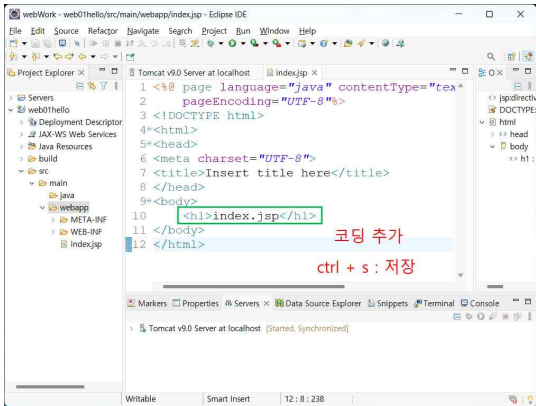 webWork - web01hello/src/main/webapp/index.jsp - Eclipse IDE
File Edit Source Refactor Navigate Search Project Run Window Help
Project Explorer
Servers
web01hello
Deployment Descriptor
JAX-WS Web Services
Java Resources
build
src
main
java
webapp
META-INF
WEB-INF
index.jsp
Tomcat v9.0 Server at localhost index.jsp
1 <%@ page language="java" contentType="tex
2 pageEncoding="UTF-8"%>
3 <!DOCTYPE html>
4 <html>
5 <head>
6 <meta charset="UTF-8">
7 <title>Insert title here</title>
8 </head>
9 <body>
10 <h1>index.jsp</h1>
11 </body>
12 </html>
코딩 추가
ctrl + s : 저장
jsp:directiv
DOCTYPE:
html
head
body
h1 :
Markers Properties Servers Data Source Explorer Snippets Terminal Console
Tomcat v9.0 Server at localhost [Started, Synchronized]
Writable Smart Insert 12 : 8 : 238